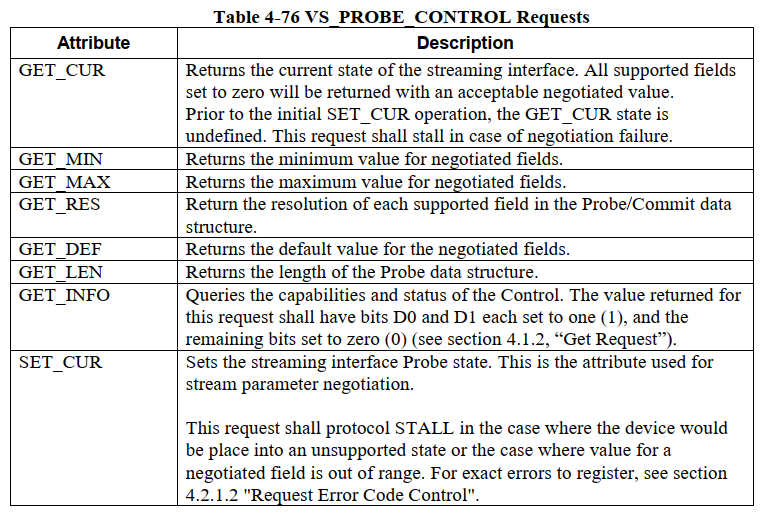 Table 4-76 VS_PROBE_CONTROL Requests
Attribute Description
GET_CUR Returns the current state of the streaming interface. All supported fields
set to zero will be returned with an acceptable negotiated value.
Prior to the initial SET_CUR operation, the GET_CUR state is
undefined. This request shall stall in case of negotiation failure.
GET_MIN Returns the minimum value for negotiated fields.
GET_MAX Returns the maximum value for negotiated fields.
GET_RES Return the resolution of each supported field in the Probe/Commit data
structure.
GET_DEF Returns the default value for the negotiated fields.
GET_LEN Returns the length of the Probe data structure.
GET_INFO Queries the capabilities and status of the Control. The value returned for
this request shall have bits D0 and D1 each set to one (1), and the
remaining bits set to zero (0) (see section 4.1.2, “Get Request”).
SET_CUR Sets the streaming interface Probe state. This is the attribute used for
stream parameter negotiation.
This request shall protocol STALL in the case where the device would
be place into an unsupported state or the case where value for a
negotiated field is out of range. For exact errors to register, see section
4.2.1.2 "Request Error Code Control".